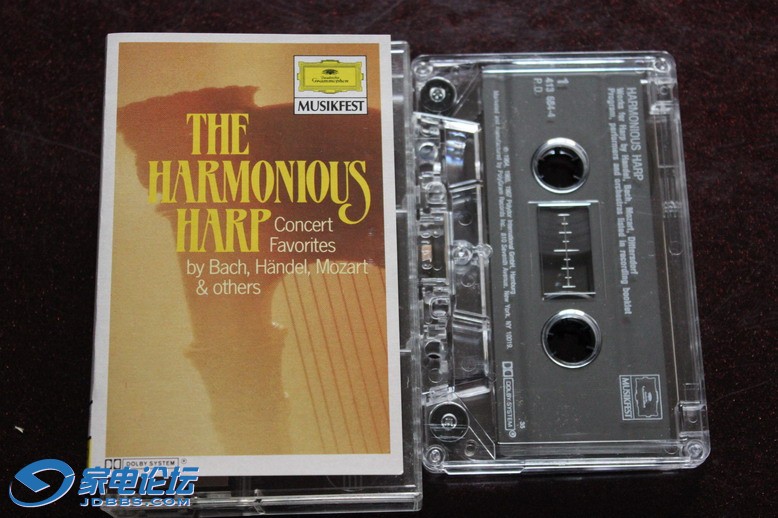 Deutsche
Grammophon
MUSIKFEST
THE
HARMONIOUS
HARP
Concert
Favorites
by Bach, Händel, Mozart
& others
DOLBY SYSTEM ®
HARMONIOUS HARP
Works for Harp by Handel, Bach, Mozart, Dittersdorf
Program, performers and orchestras listed in recording booklet
1
413 684-4
P.D.
Manufactured and marketed by PolyGram Records Inc., 810 Seventh Avenue, New York, NY 10019.
DOLBY SYSTEM ®
30
MUSIKFEST
家电论坛
JDBBS.COM